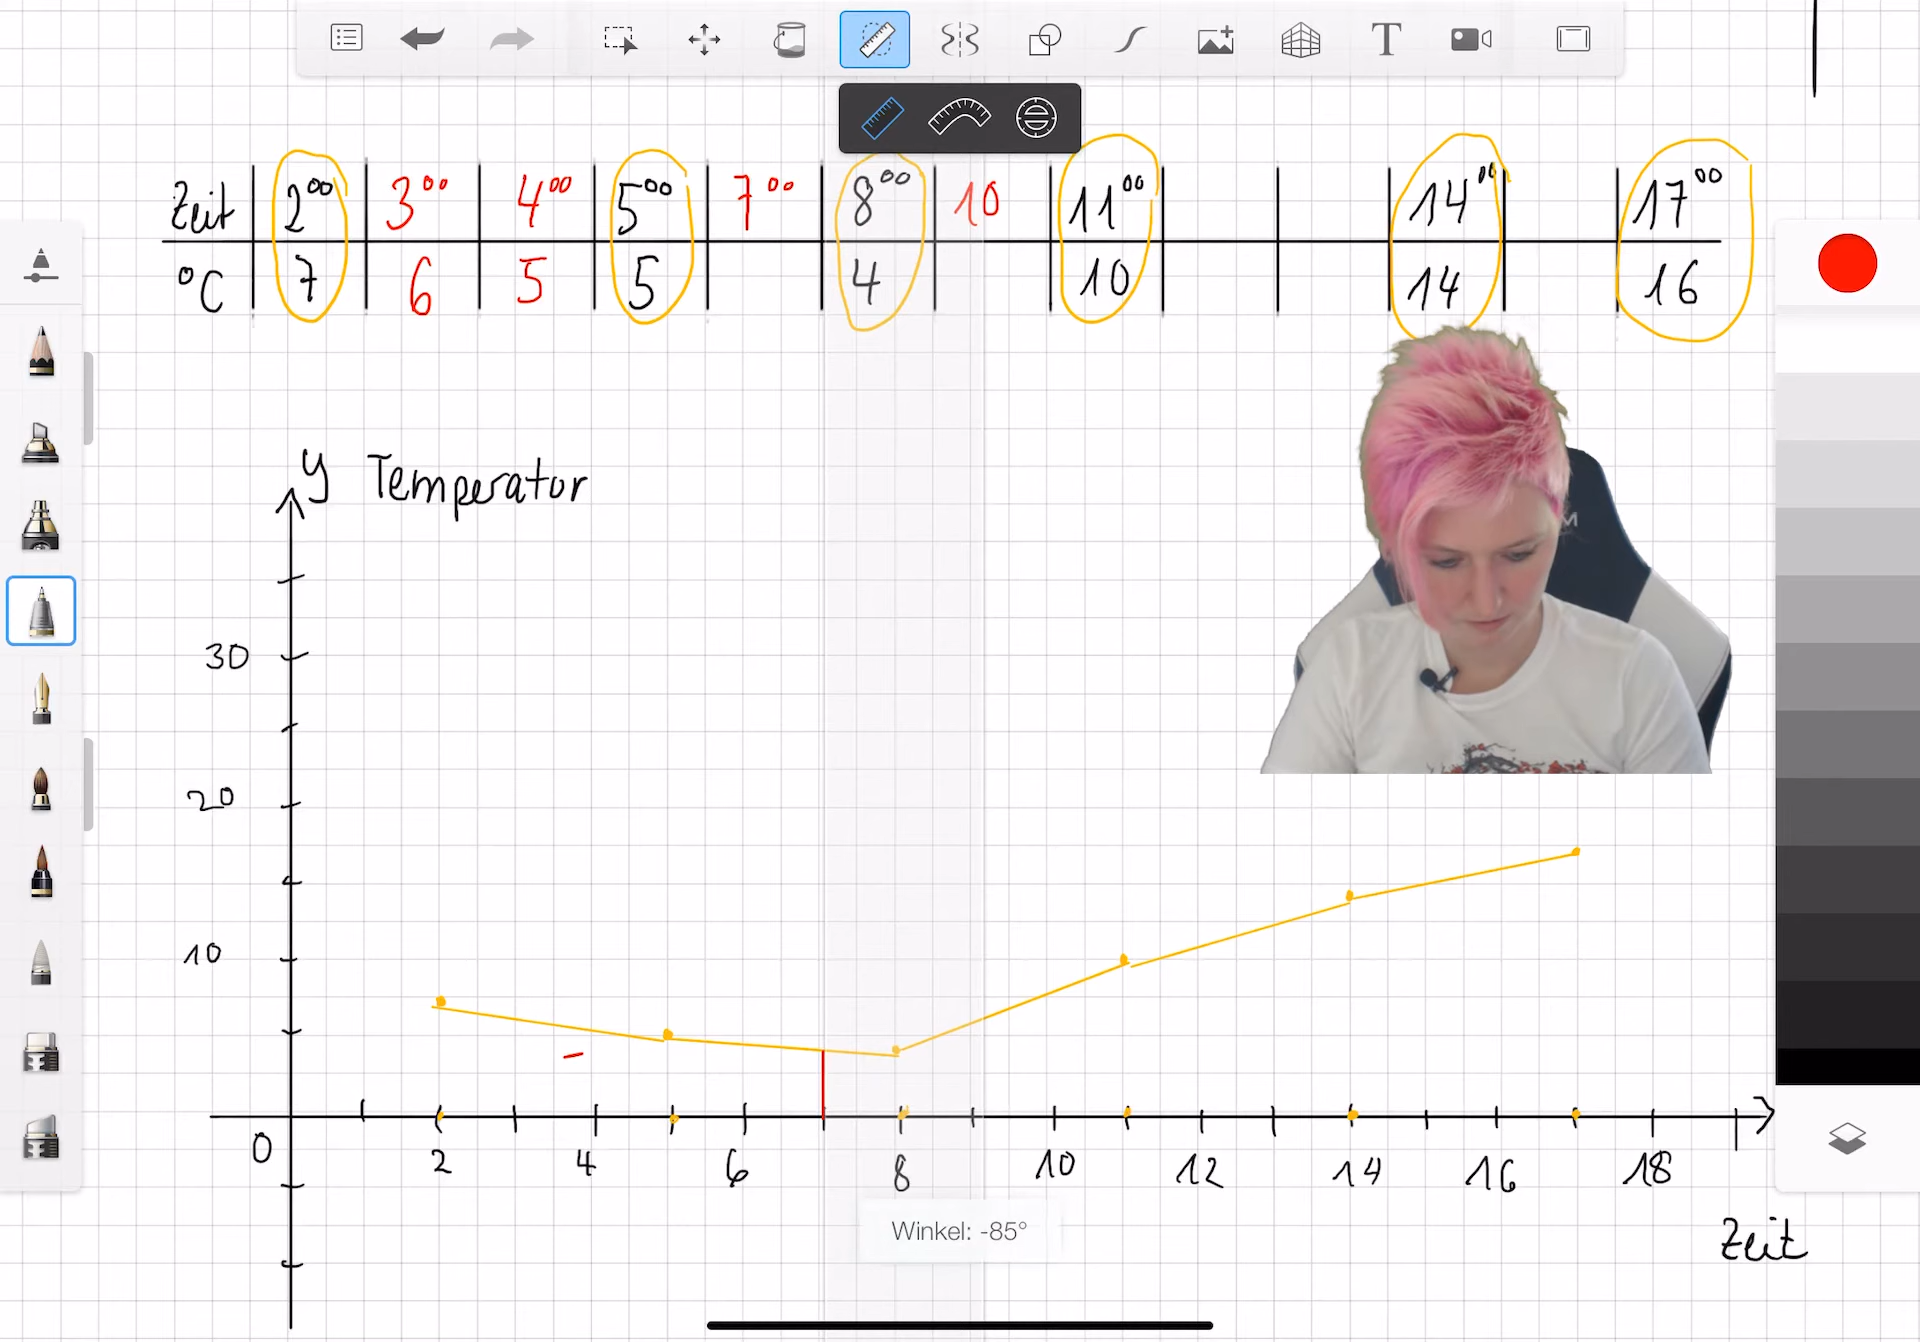 Zeit 2⁰⁰ 3⁰⁰ 4⁰⁰ 5⁰⁰ 7⁰⁰ 8⁰⁰ 10 11⁰⁰ 14⁰⁰ 17⁰⁰
°C 7 6 5 5 4 10 14 16
y Temperator
30
20
10
0 2 4 6 8 10 12 14 16 18
Winkel: -85°
Zeit